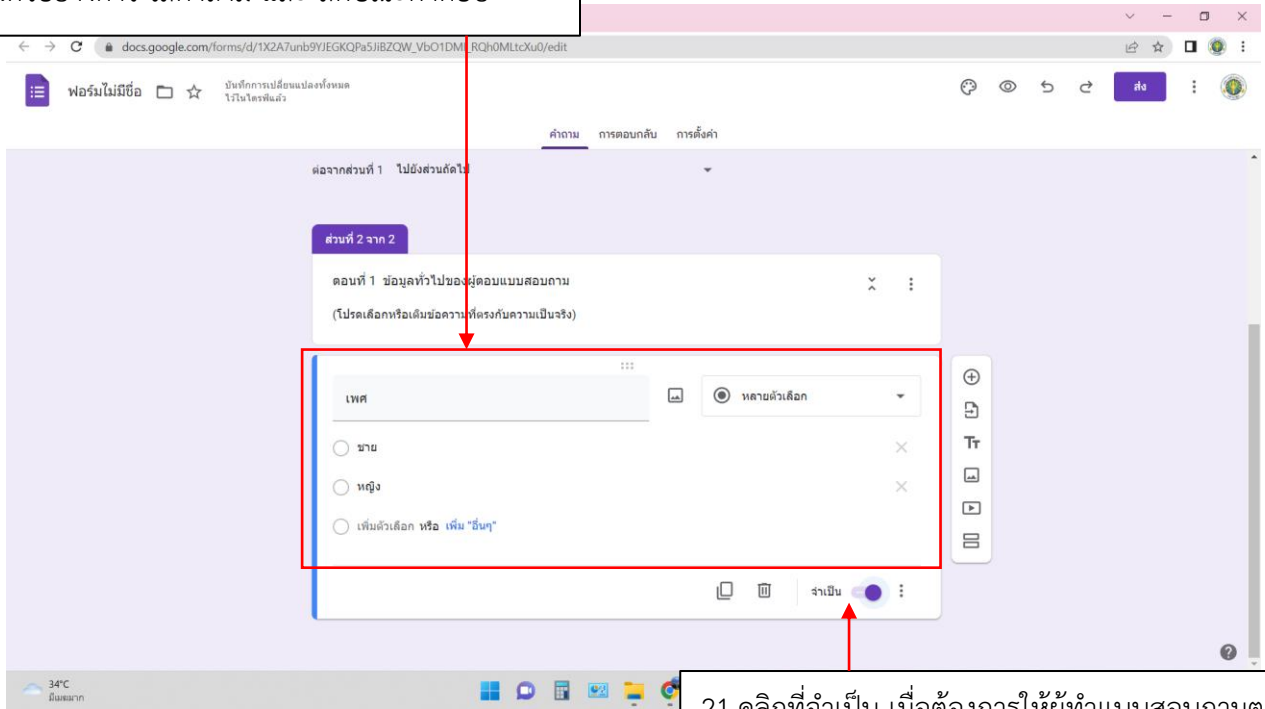 docs.google.com/forms/d/1X2A7unb9YJEGKQPa5JiBZQW_VbO1DM RQh0MLtcXu0/edit
ฟอร์มไม่มีชื่อ
บันทึกการเปลี่ยนแปลงทั้งหมด
ไว้ในไดรฟ์แล้ว
ส่ง
คำถาม การตอบกลับ การตั้งค่า
ต่อจากส่วนที่ 1 ไปยังส่วนถัดไป
ส่วนที่ 2 จาก 2
ตอนที่ 1 ข้อมูลทั่วไปของผู้ตอบแบบสอบถาม
(โปรดเลือกหรือเติมข้อความที่ตรงกับความเป็นจริง)
เพศ
หลายตัวเลือก
ชาย
หญิง
เพิ่มตัวเลือก หรือ เพิ่ม "อื่นๆ"
Tт
จำเป็น
34°C
มีเมฆมาก
21.คลิกที่จำเป็น เมื่อต้องการให้ผู้ทำแบบสอบถามต